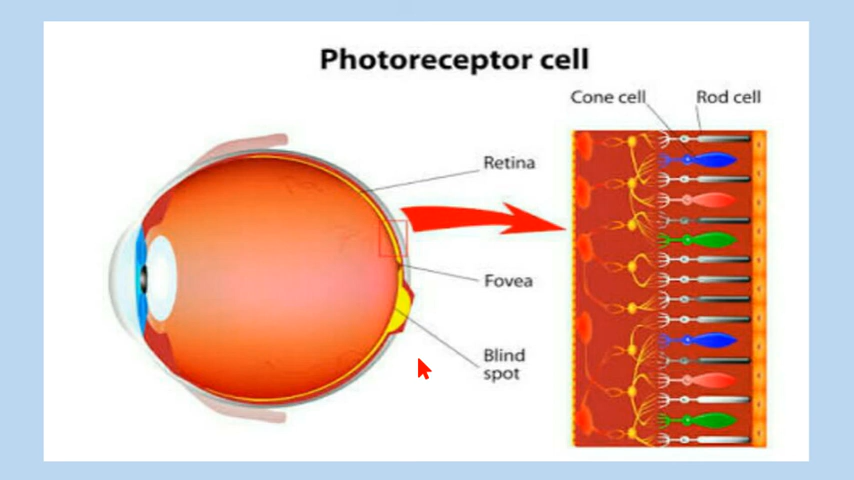 Photoreceptor cell
Cone cell
Rod cell
Retina
Fovea
Blind
spot